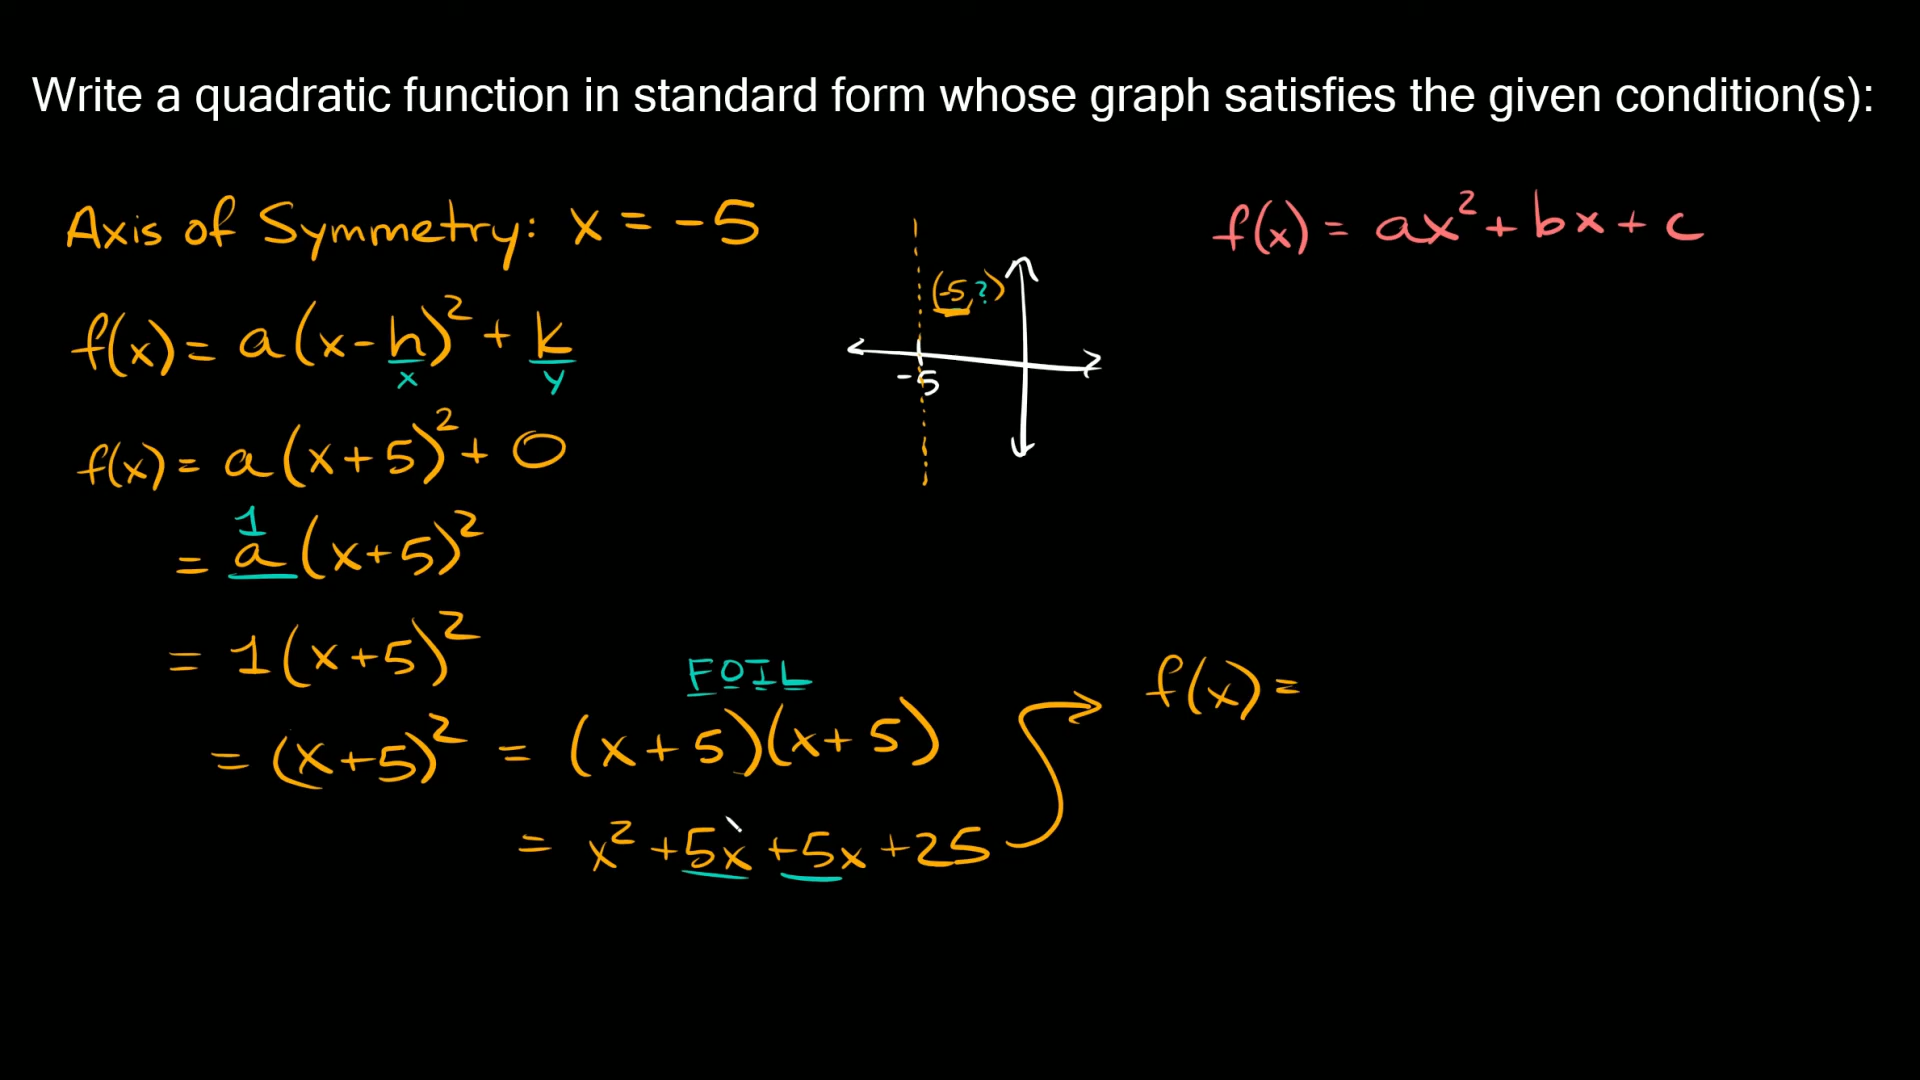 Write a quadratic function in standard form whose graph satisfies the given condition(s):
Axis of Symmetry: x = -5
f(x) = ax² + bx + c
(-5,?)
-5
f(x) = a(x-h)² + k
x y
f(x) = a(x+5)² + 0
1
= a(x+5)²
= 1(x+5)²
FOIL
= (x+5)² = (x+5)(x+5)
f(x) =
= x² +5x +5x +25